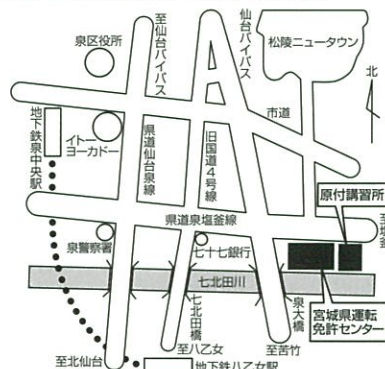 至仙台バイパス
仙台バイパス
松陵ニュータウン
泉区役所
北
市道
地下鉄泉中央駅
イトーヨーカドー
県道仙台泉線
旧国道4号線
原付講習所
県道泉塩釜線
至塩釜
泉警察署
七十七銀行
七北田川
七北田橋
泉大橋
宮城県運転
免許センター
至北仙台
至八乙女
至苦竹
地下鉄八乙女駅